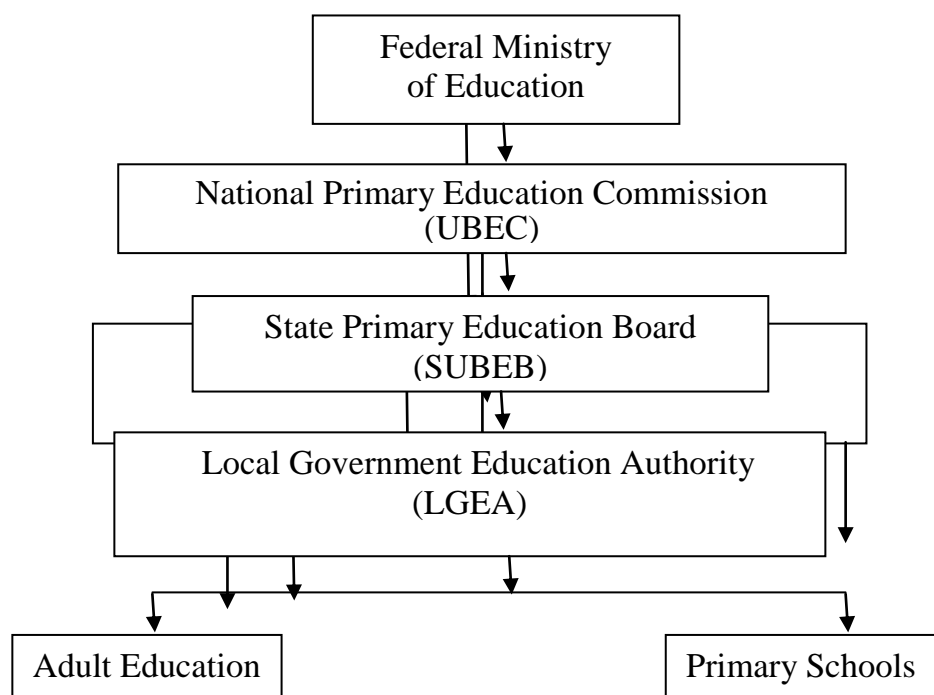 Federal Ministry
of Education
National Primary Education Commission
(UBEC)
State Primary Education Board
(SUBEB)
Local Government Education Authority
(LGEA)
Adult Education
Primary Schools